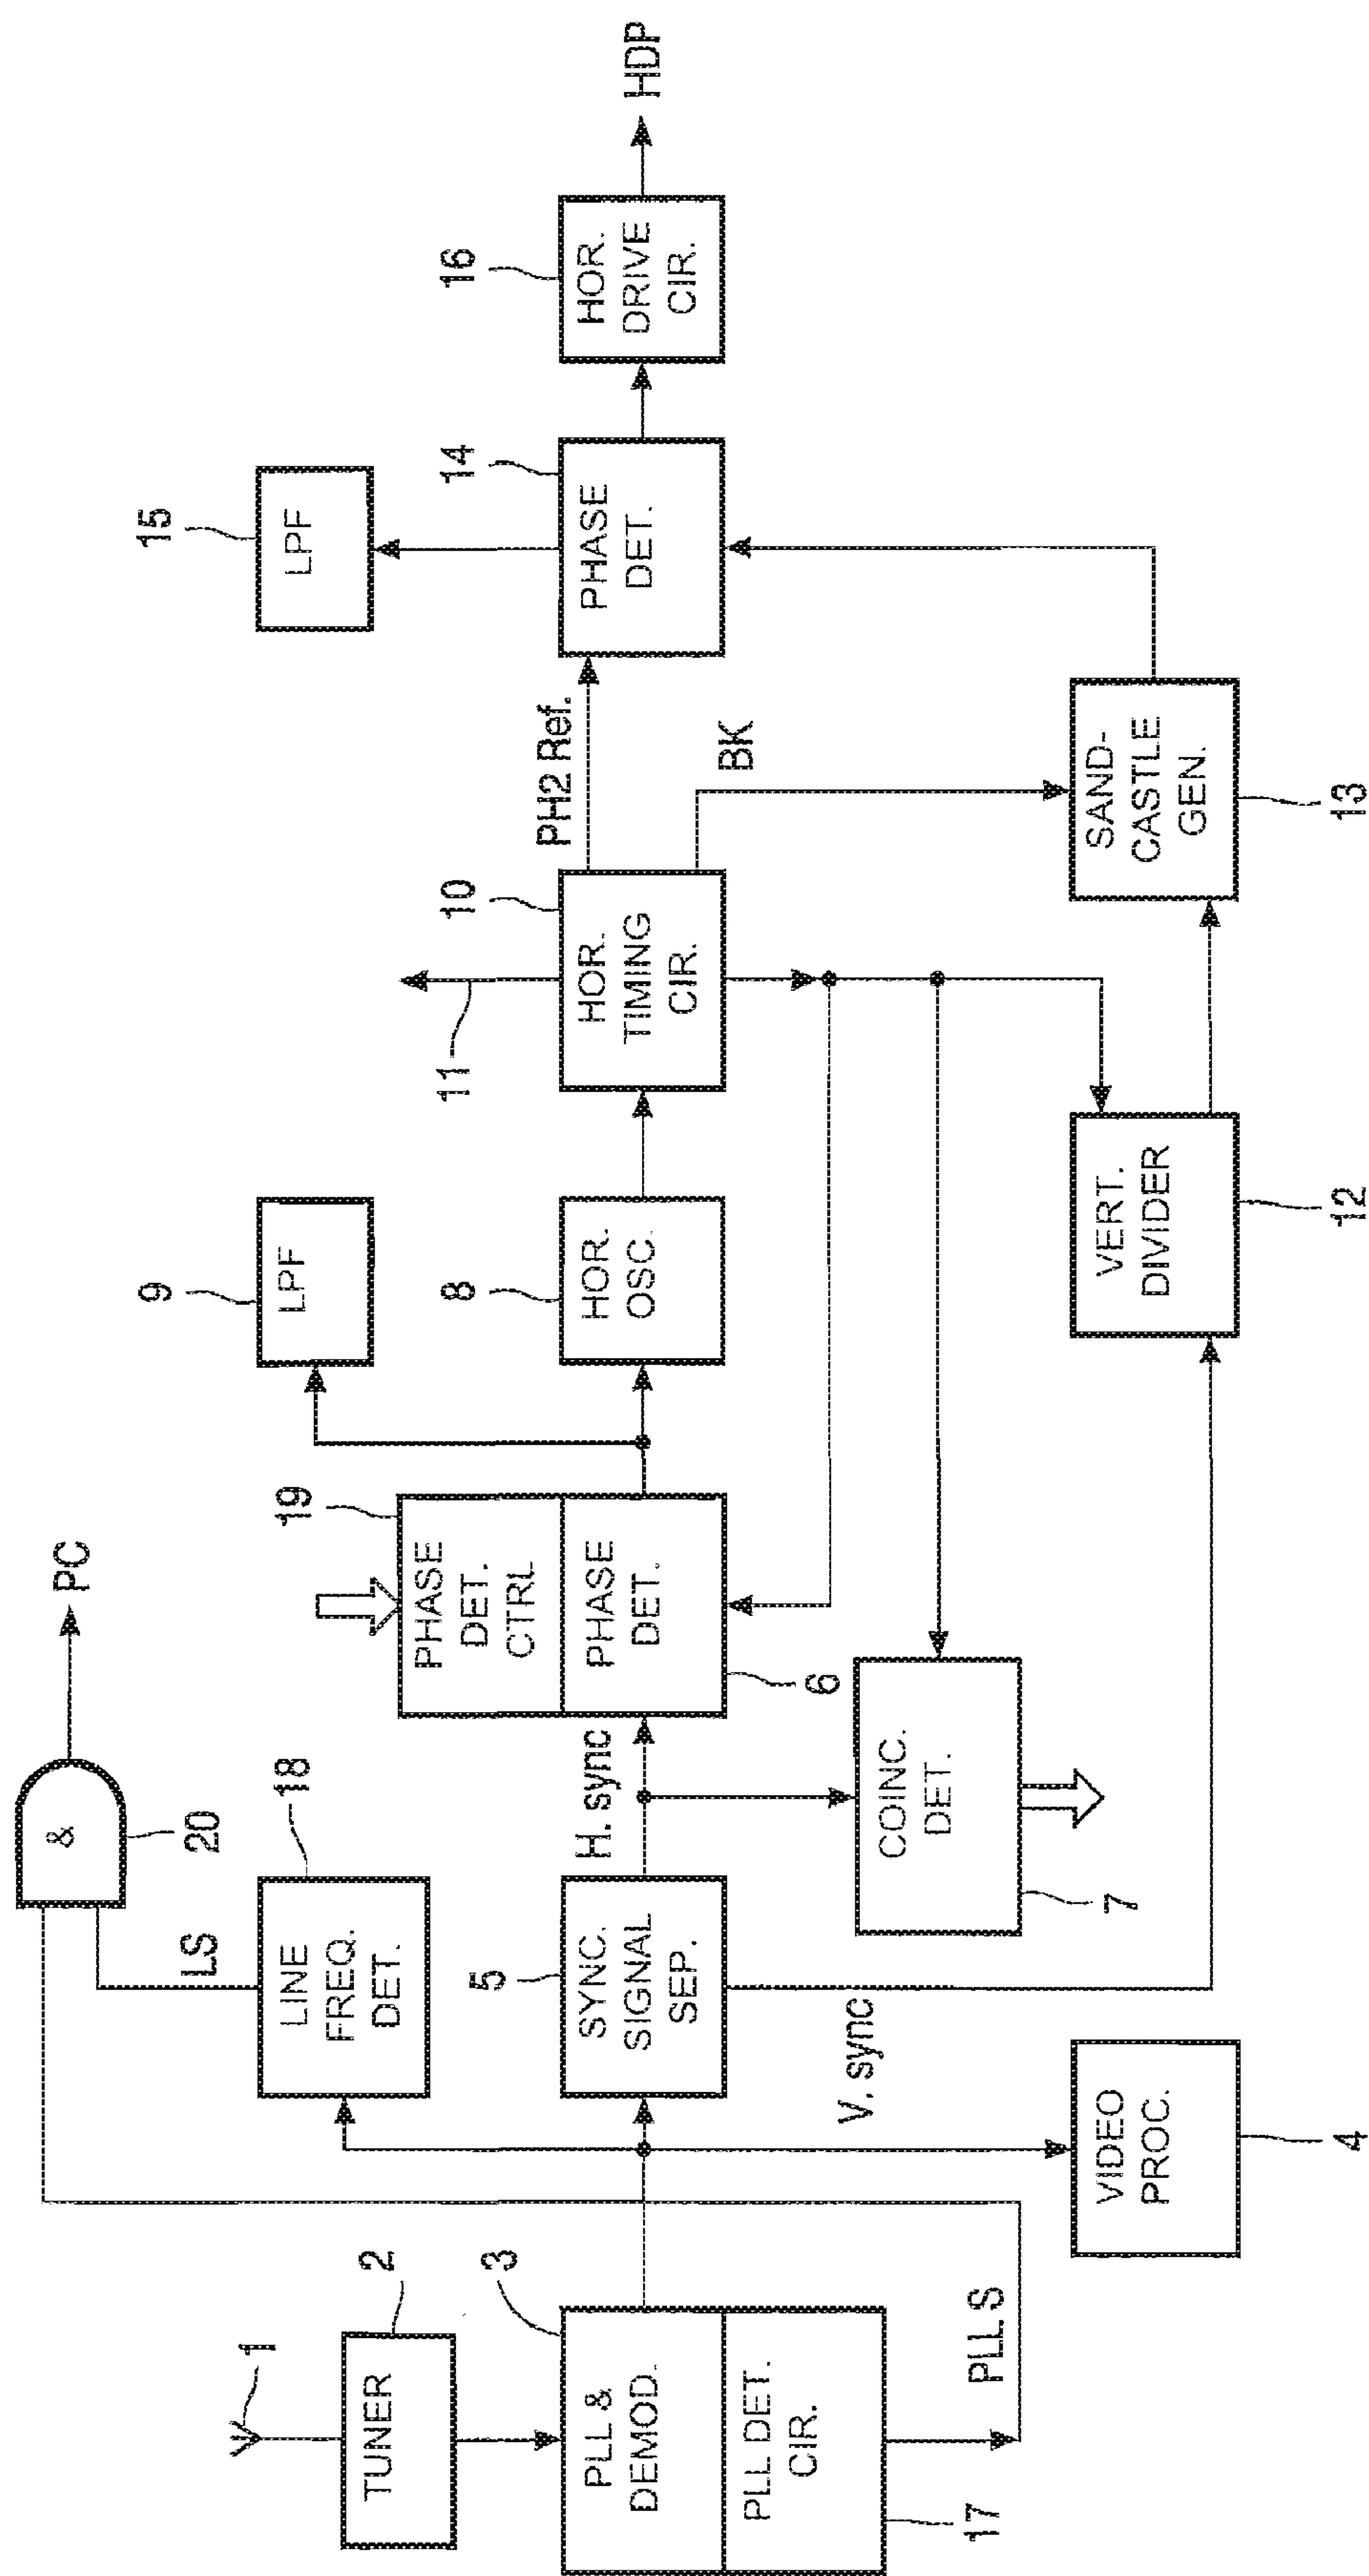 1
TUNER
2
PLL &
DEMOD.
3
PLL DET.
CIR.
17
PLL S
VIDEO
PROC.
4
LINE
FREQ.
DET.
18
LS
&
20
PC
SYNC.
SIGNAL
SEP.
5
H. sync
V. sync
COINC.
DET.
7
PHASE
DET.
CTRL
19
PHASE
DET.
6
LPF
9
HOR.
OSC.
8
HOR.
TIMING
CIR.
10
11
VERT.
DIVIDER
12
SAND-
CASTLE
GEN.
13
BK
PH2 Ref.
PHASE
DET.
14
LPF
15
HOR.
DRIVE
CIR.
16
HDP